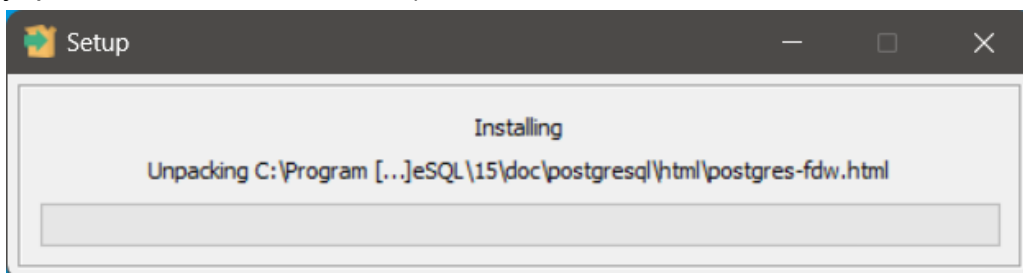 Setup
Installing
Unpacking C:\Program [...]eSQL\15\doc\postgresql\html\postgres-fdw.html